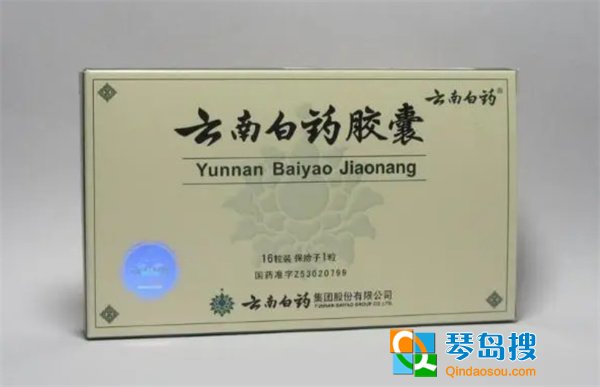 云南白药®
云南白药胶囊
Yunnan Baiyao Jiaonang
16粒装 保险子1粒
国药准字Z53020799
云南白药集团股份有限公司
YUNNAN BAIYAO GROUP CO.,LTD.
琴岛搜
Qindaosou.com